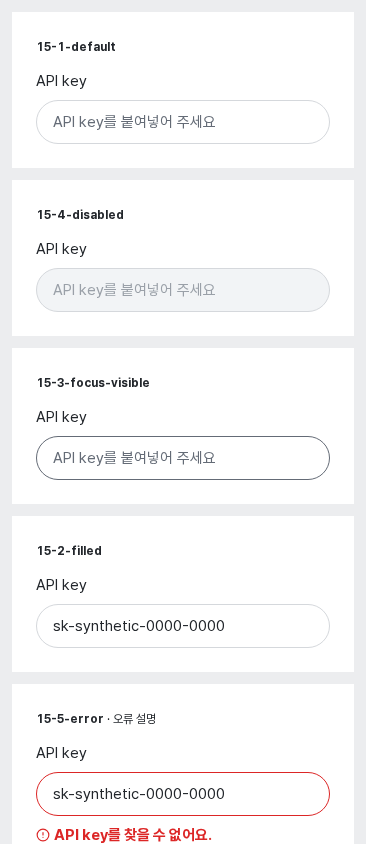 15-1-default
API key
API key를 붙여넣어 주세요
15-4-disabled
API key
API key를 붙여넣어 주세요
15-3-focus-visible
API key
API key를 붙여넣어 주세요
15-2-filled
API key
sk-synthetic-0000-0000
15-5-error · 오류 설명
API key
sk-synthetic-0000-0000
API key를 찾을 수 없어요.